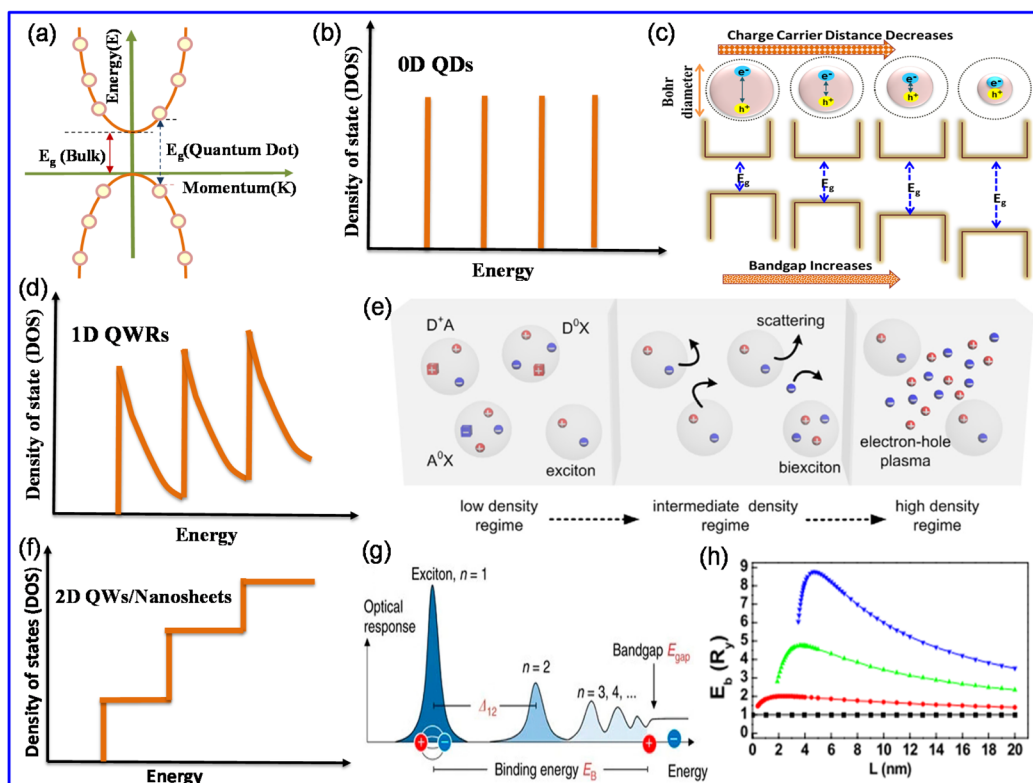 (a)
Energy(E)
E_g (Bulk)
E_g(Quantum Dot)
Momentum(K)
(b)
Density of state (DOS)
0D QDs
Energy
(c)
Charge Carrier Distance Decreases
Bohr
diameter
e⁻
h⁺
e⁻
h⁺
e⁻
h⁺
e⁻
h⁺
E_g
E_g
E_g
E_g
Bandgap Increases
(d)
Density of state (DOS)
1D QWRs
Energy
(e)
D⁺A
D⁰X
A⁰X
exciton
scattering
biexciton
electron-hole
plasma
low density
regime
intermediate density
regime
high density
regime
(f)
Density of states (DOS)
2D QWs/Nanosheets
Energy
(g)
Exciton, n = 1
Optical
response
n = 2
n = 3, 4, ...
Bandgap E_gap
Δ₁₂
Binding energy E_B
Energy
(h)
E_b (R_y)
9
8
7
6
5
4
3
2
1
0 2 4 6 8 10 12 14 16 18 20
L (nm)